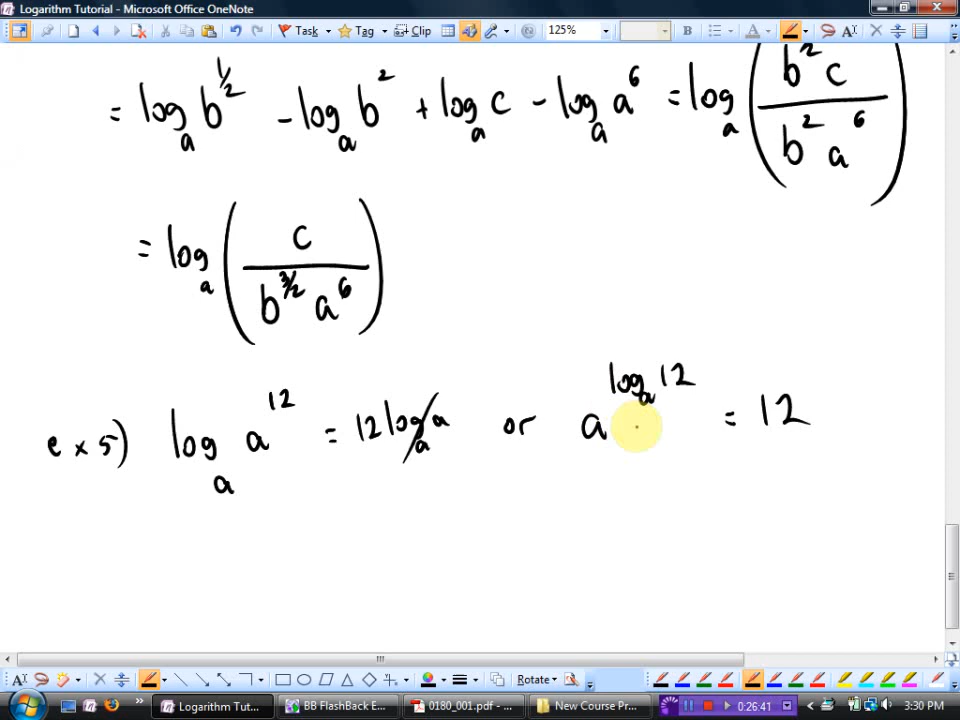 Logarithm Tutorial - Microsoft Office OneNote
Task Tag Clip 125% B A
= log_a b^{1/2} - log_a b^2 + log_a c - log_a a^6 = log_a (b^2 c / b^2 a^6)
= log_a (c / b^{3/2} a^6)
ex 5) log_a a^{12} = 12 log_a a or a^{log_a 12} = 12
Rotate
Logarithm Tut... BB FlashBack E... 0180_001.pdf - ... New Course Pr... 0:26:41 3:30 PM